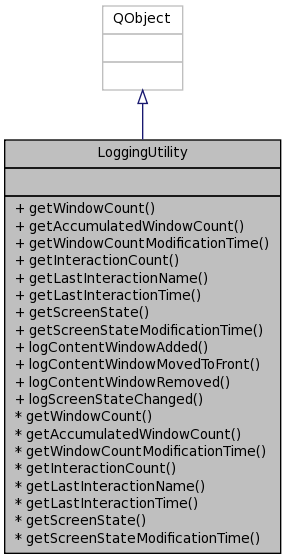 QObject
LoggingUtility
+ getWindowCount()
+ getAccumulatedWindowCount()
+ getWindowCountModificationTime()
+ getInteractionCount()
+ getLastInteractionName()
+ getLastInteractionTime()
+ getScreenState()
+ getScreenStateModificationTime()
+ logContentWindowAdded()
+ logContentWindowMovedToFront()
+ logContentWindowRemoved()
+ logScreenStateChanged()
* getWindowCount()
* getAccumulatedWindowCount()
* getWindowCountModificationTime()
* getInteractionCount()
* getLastInteractionName()
* getLastInteractionTime()
* getScreenState()
* getScreenStateModificationTime()